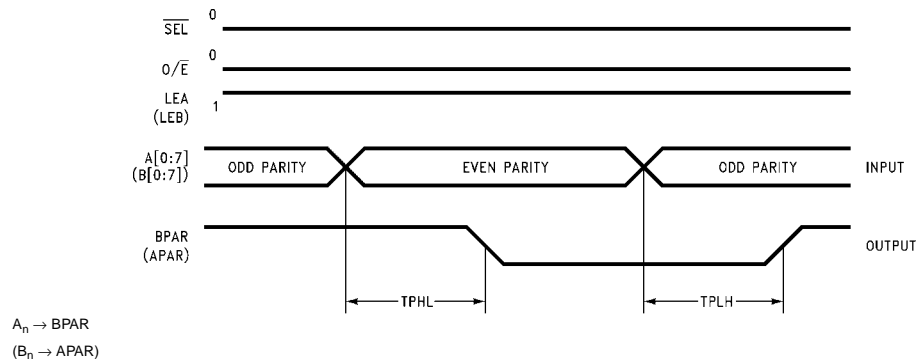 SEL 0
O/E 0
LEA
(LEB) 1
A[0:7]
(B[0:7])
ODD PARITY EVEN PARITY ODD PARITY INPUT
BPAR
(APAR)
OUTPUT
TPHL TPLH
An → BPAR
(Bn → APAR)